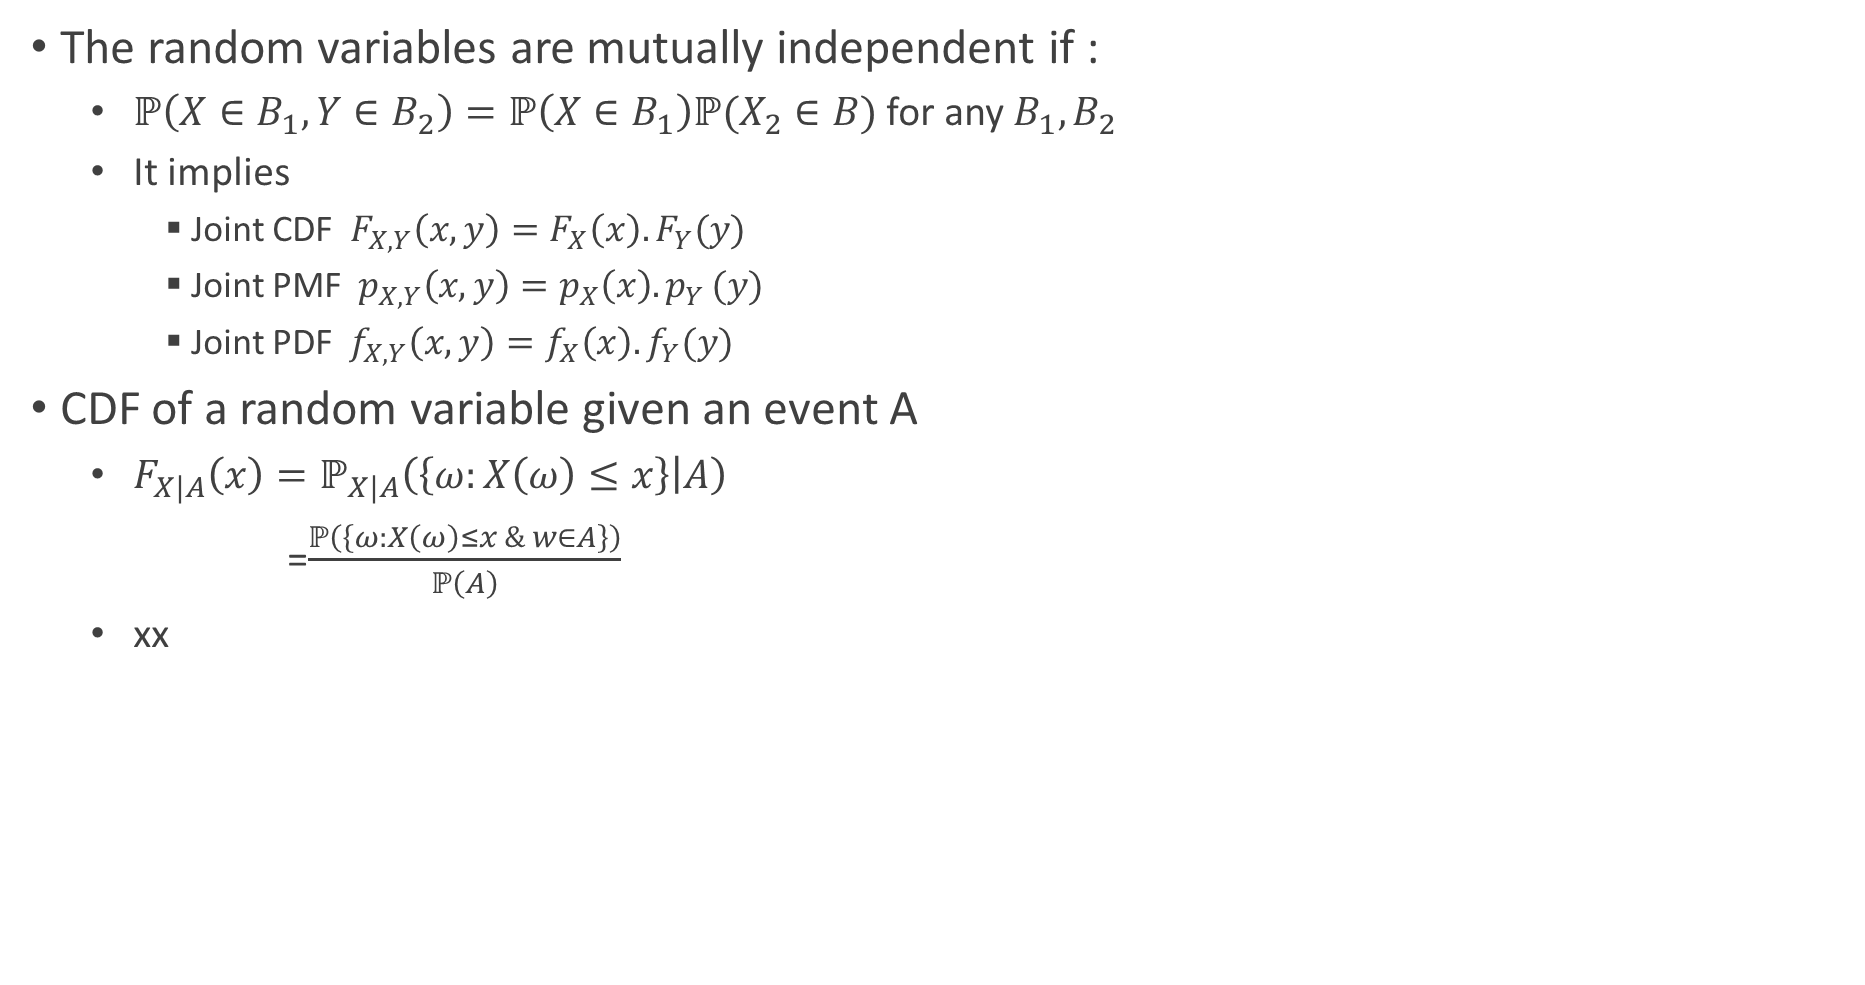 • The random variables are mutually independent if :
• ℙ(X ∈ B₁, Y ∈ B₂) = ℙ(X ∈ B₁)ℙ(X₂ ∈ B) for any B₁, B₂
• It implies
▪ Joint CDF F_{X,Y}(x, y) = F_X(x). F_Y(y)
▪ Joint PMF p_{X,Y}(x, y) = p_X(x). p_Y (y)
▪ Joint PDF f_{X,Y}(x, y) = f_X(x). f_Y(y)
• CDF of a random variable given an event A
• F_{X|A}(x) = ℙ_{X|A}({ω: X(ω) ≤ x}|A)
=ℙ({ω:X(ω)≤x & w∈A})
ℙ(A)
• xx